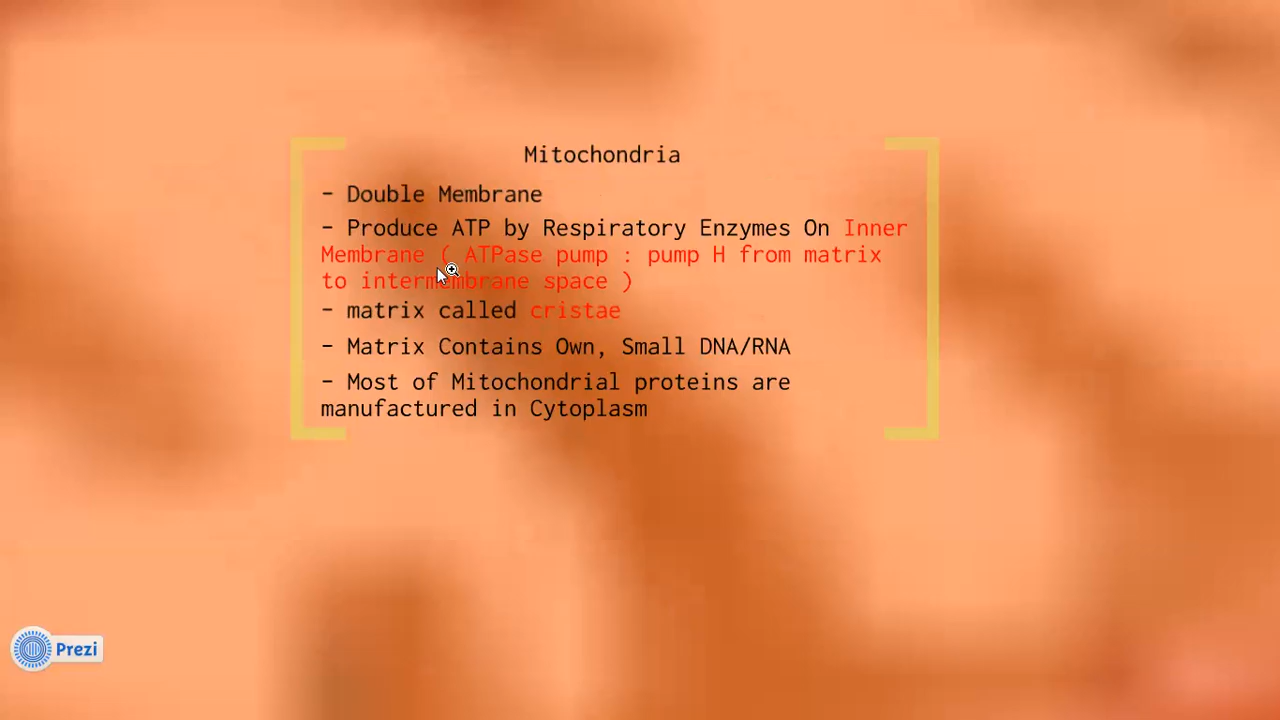 Mitochondria
- Double Membrane
- Produce ATP by Respiratory Enzymes On Inner
Membrane ( ATPase pump : pump H from matrix
to intermembrane space )
- matrix called cristae
- Matrix Contains Own, Small DNA/RNA
- Most of Mitochondrial proteins are
manufactured in Cytoplasm
Prezi